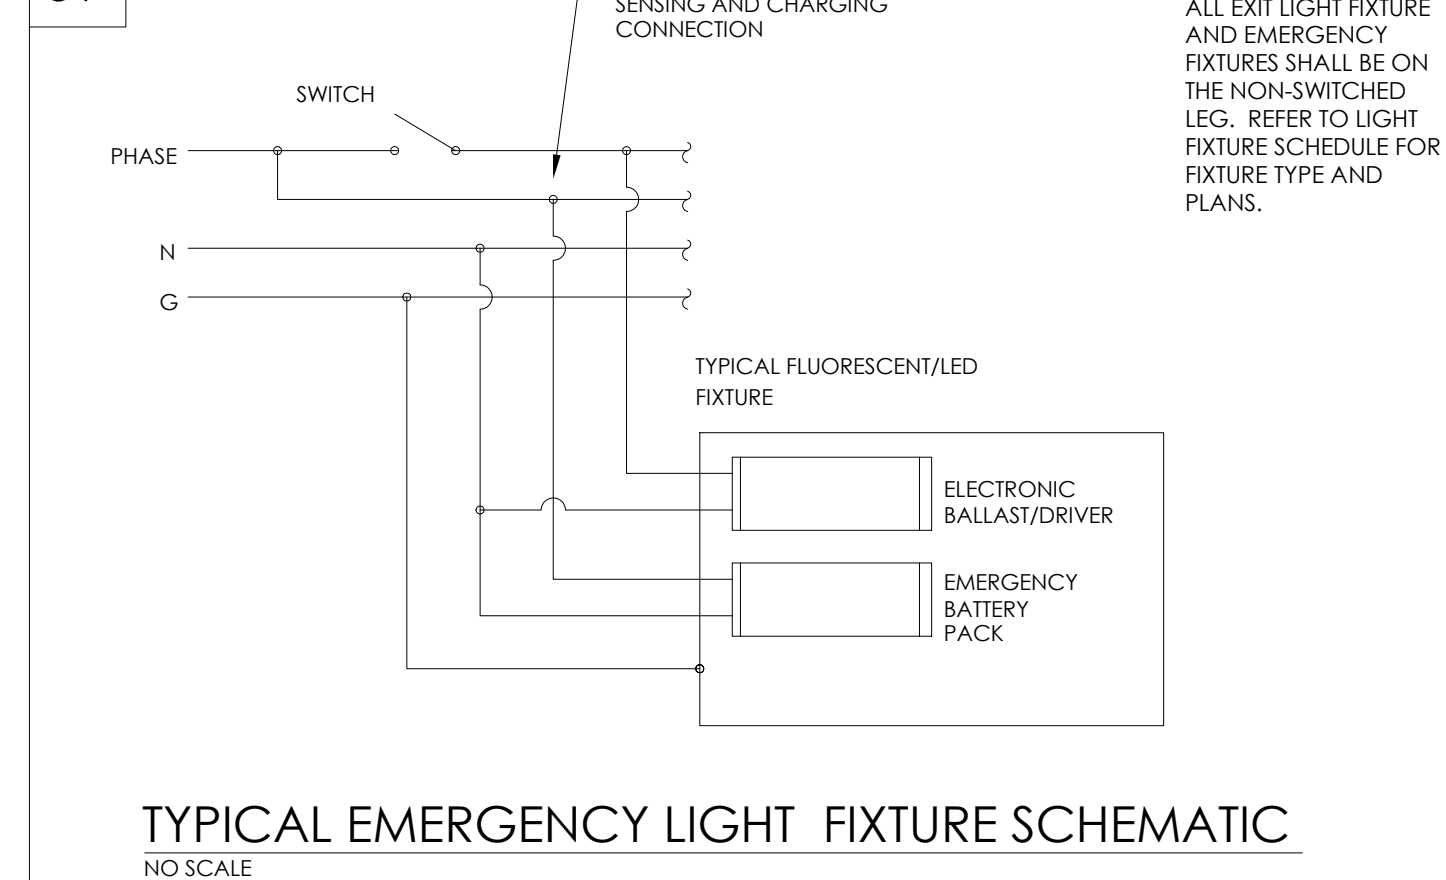 SENSING AND CHARGING
CONNECTION
ALL EXIT LIGHT FIXTURE
AND EMERGENCY
FIXTURES SHALL BE ON
THE NON-SWITCHED
LEG. REFER TO LIGHT
FIXTURE SCHEDULE FOR
FIXTURE TYPE AND
PLANS.
SWITCH
PHASE
N
G
TYPICAL FLUORESCENT/LED
FIXTURE
ELECTRONIC
BALLAST/DRIVER
EMERGENCY
BATTERY
PACK
TYPICAL EMERGENCY LIGHT FIXTURE SCHEMATIC
NO SCALE